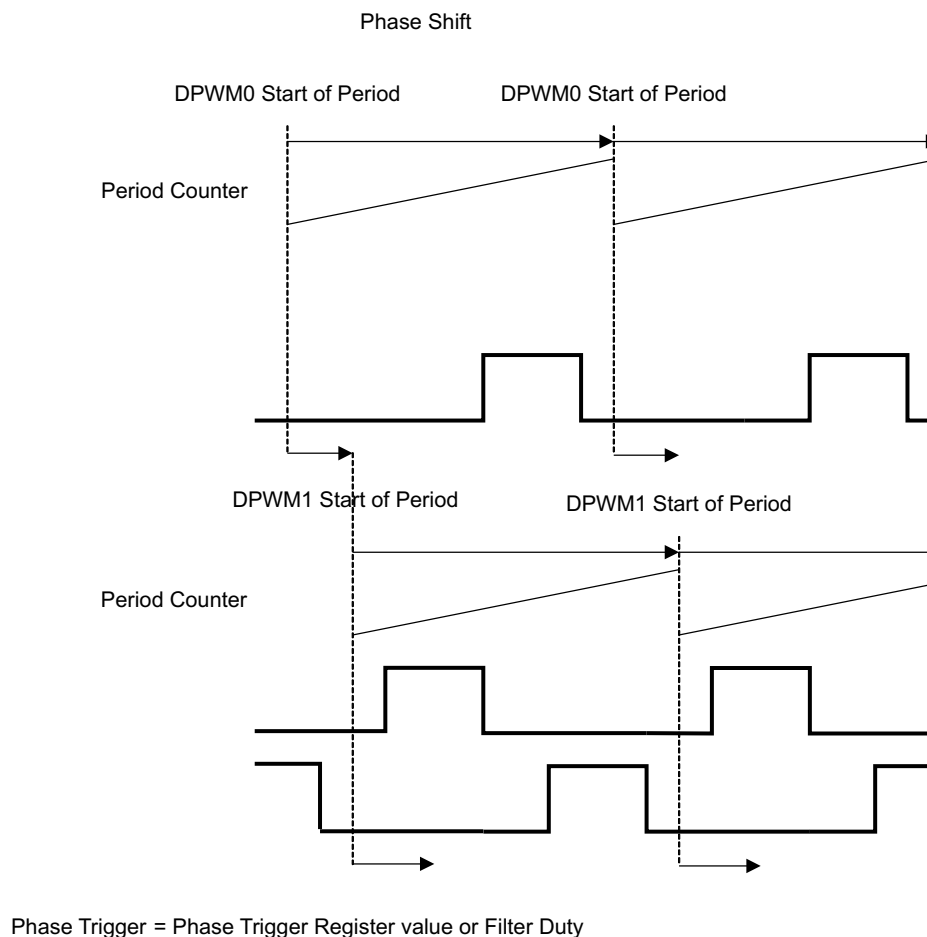 Phase Shift
DPWM0 Start of Period
DPWM0 Start of Period
Period Counter
DPWM1 Start of Period
DPWM1 Start of Period
Period Counter
Phase Trigger = Phase Trigger Register value or Filter Duty